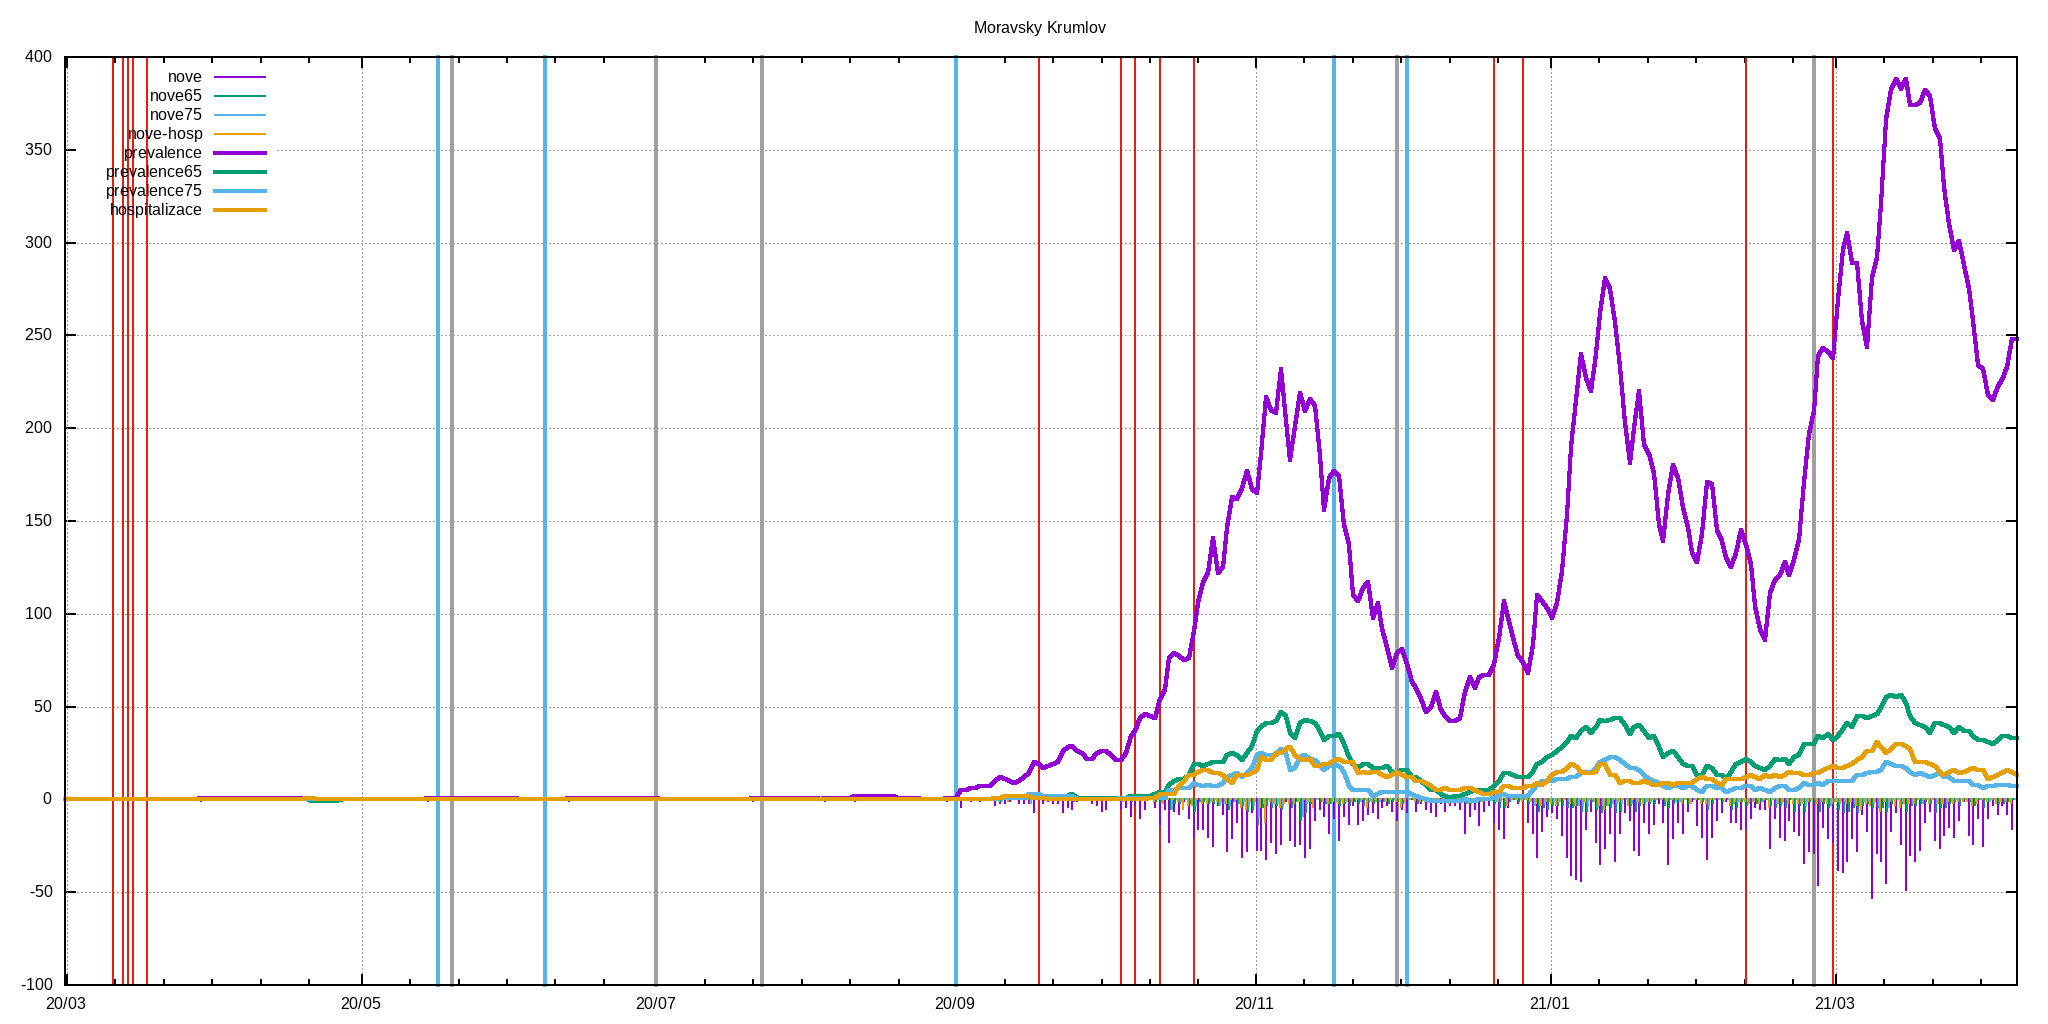 Moravsky Krumlov
400
350
300
250
200
150
100
50
0
-50
-100
nove
nove65
nove75
nove-hosp
prevalence
prevalence65
prevalence75
hospitalizace
20/03 20/05 20/07 20/09 20/11 21/01 21/03